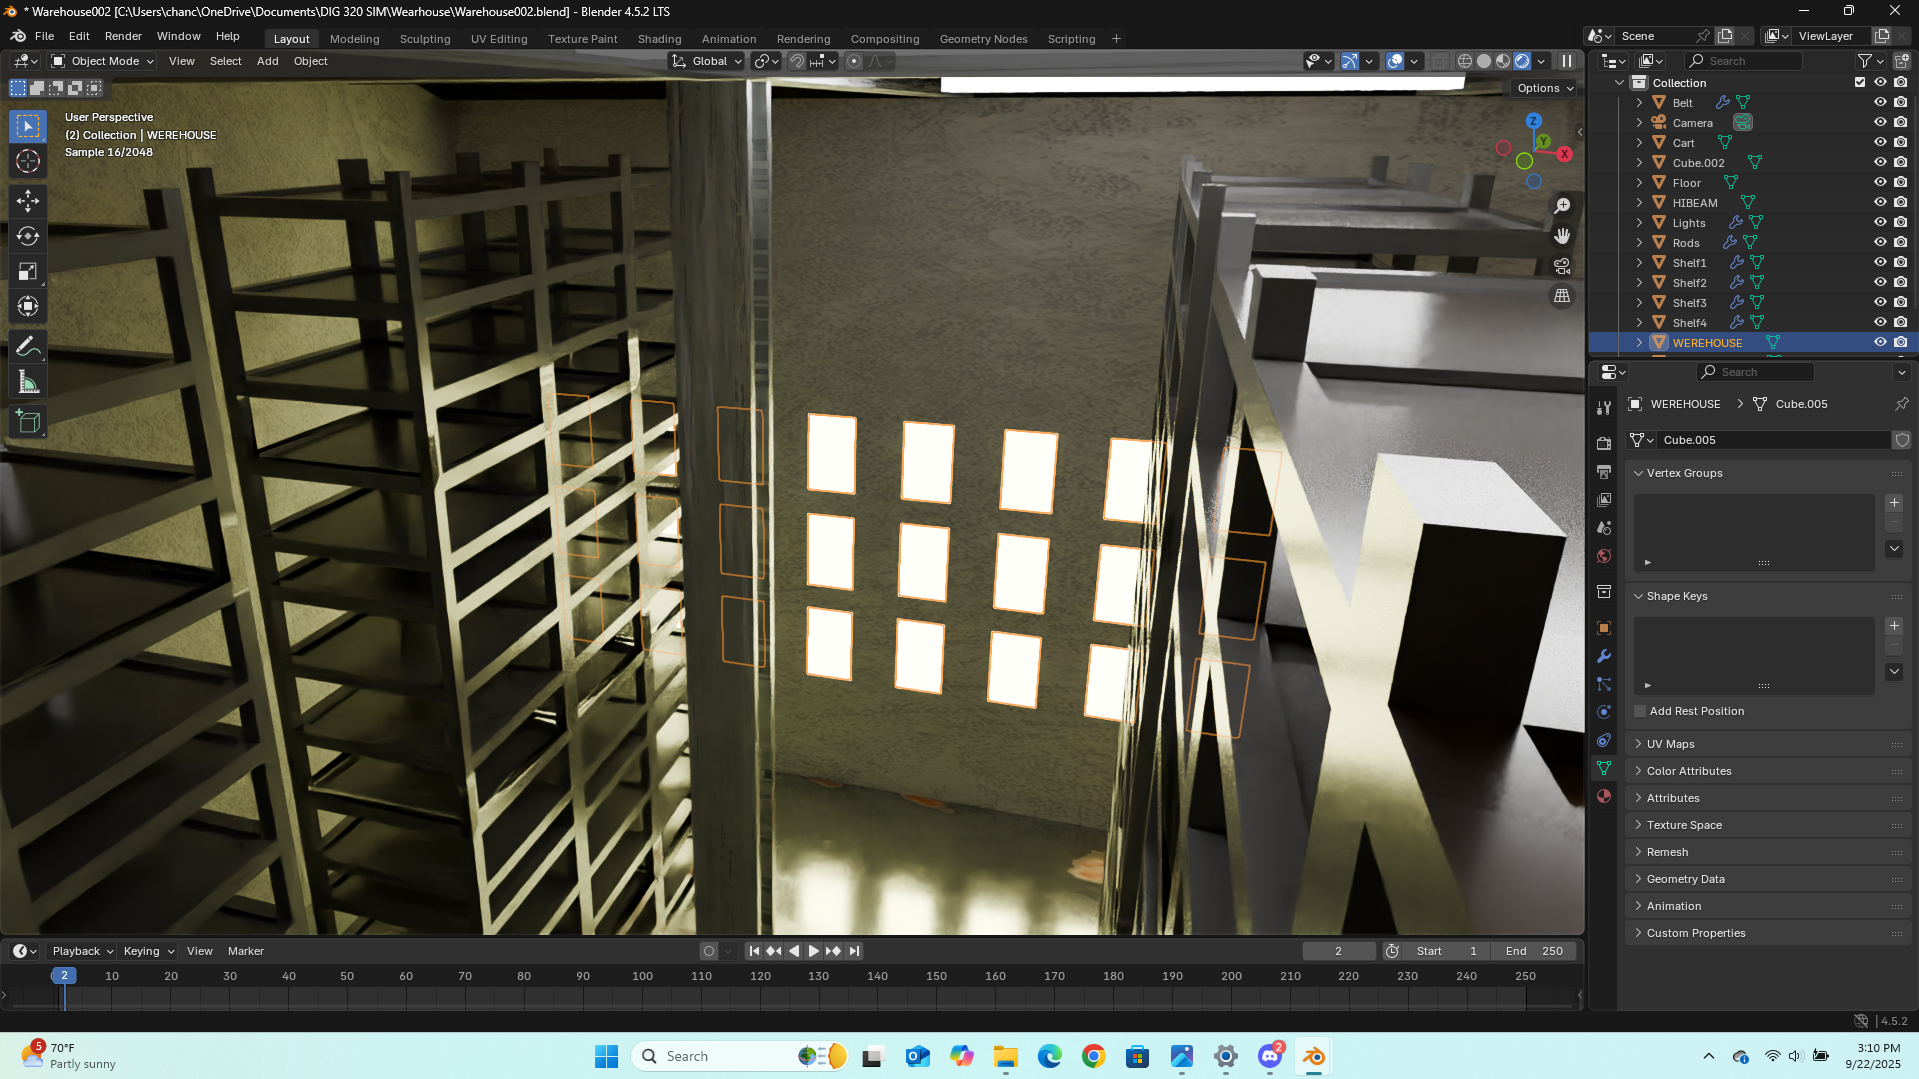 * Warehouse002 [C:\Users\chanc\OneDrive\Documents\DIG 320 SIM\Wearhouse\Warehouse002.blend] - Blender 4.5.2 LTS
File Edit Render Window Help
Layout Modeling Sculpting UV Editing Texture Paint Shading Animation Rendering Compositing Geometry Nodes Scripting +
Scene
ViewLayer
Object Mode View Select Add Object
Global
Search
Options
User Perspective
(2) Collection | WEREHOUSE
Sample 16/2048
Z
Y
X
Collection
Belt
Camera
Cart
Cube.002
Floor
HIBEAM
Lights
Rods
Shelf1
Shelf2
Shelf3
Shelf4
WEREHOUSE
Search
WEREHOUSE > Cube.005
Cube.005
Vertex Groups
Shape Keys
Add Rest Position
UV Maps
Color Attributes
Attributes
Texture Space
Remesh
Geometry Data
Animation
Custom Properties
Playback Keying View Marker
2
Start 1
End 250
2 10 20 30 40 50 60 70 80 90 100 110 120 130 140 150 160 170 180 190 200 210 220 230 240 250
4.5.2
5
70°F
Partly sunny
Search
2
3:10 PM
9/22/2025